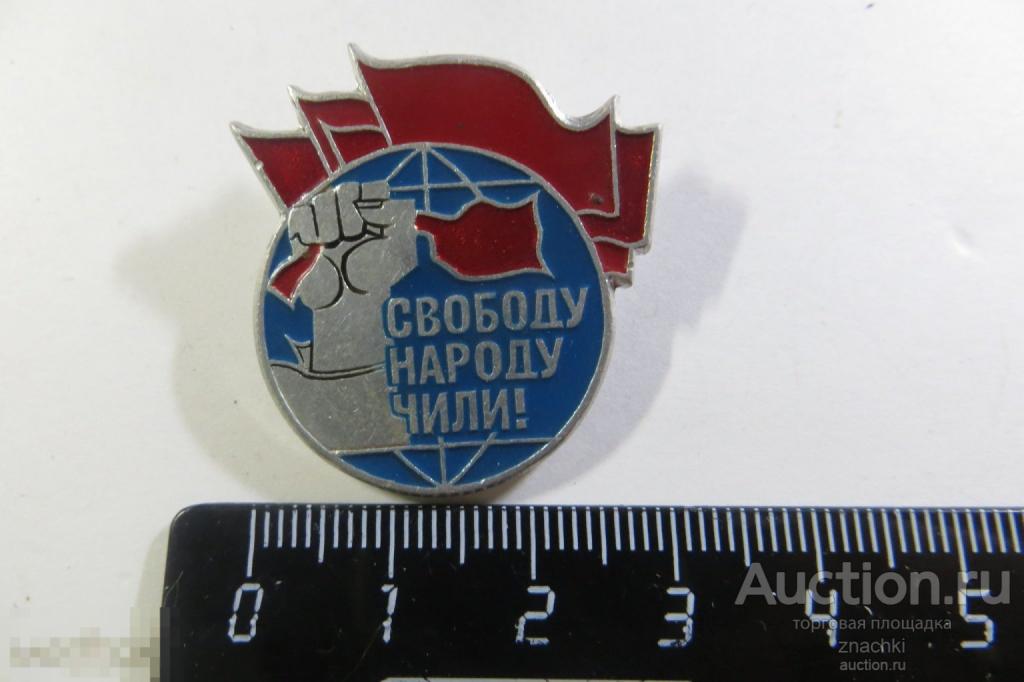 СВОБОДУ
НАРОДУ
ЧИЛИ!
0 1 2 3 4 5
Auction.ru
торговая площадка
znachki
auction.ru